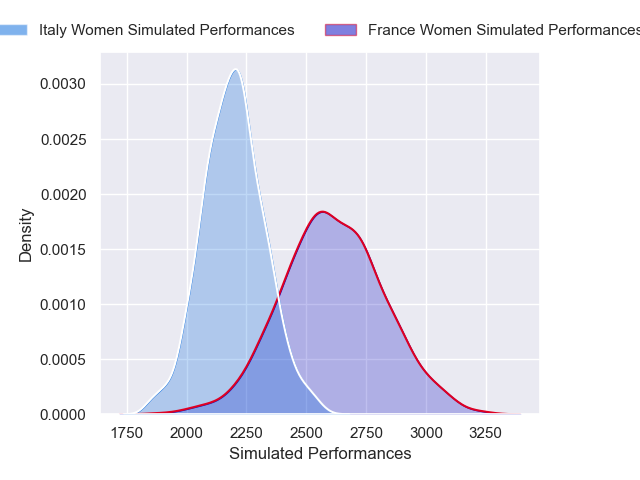 Italy Women Simulated Performances
France Women Simulated Performances
0.0030
0.0025
0.0020
0.0015
0.0010
0.0005
0.0000
Density
1750 2000 2250 2500 2750 3000 3250
Simulated Performances